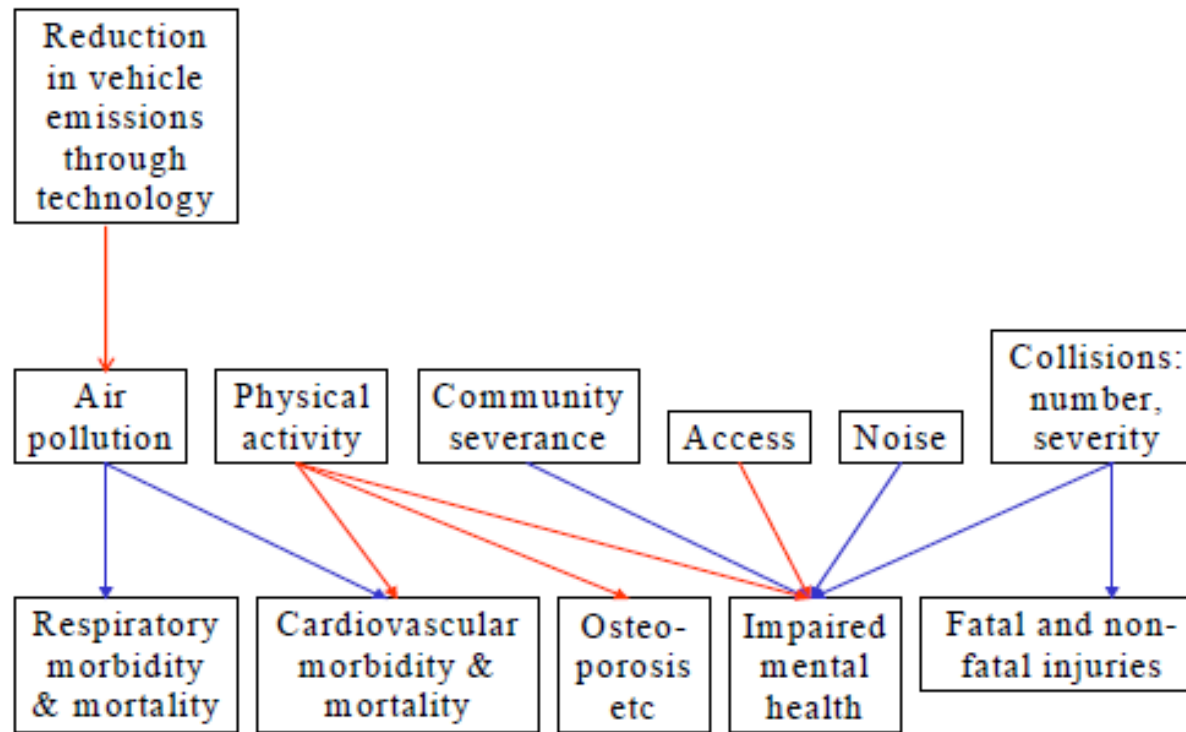 Reduction
in vehicle
emissions
through
technology
Air
pollution
Physical
activity
Community
severance
Access
Noise
Collisions:
number,
severity
Respiratory
morbidity
& mortality
Cardiovascular
morbidity &
mortality
Osteo-
porosis
etc
Impaired
mental
health
Fatal and non-
fatal injuries